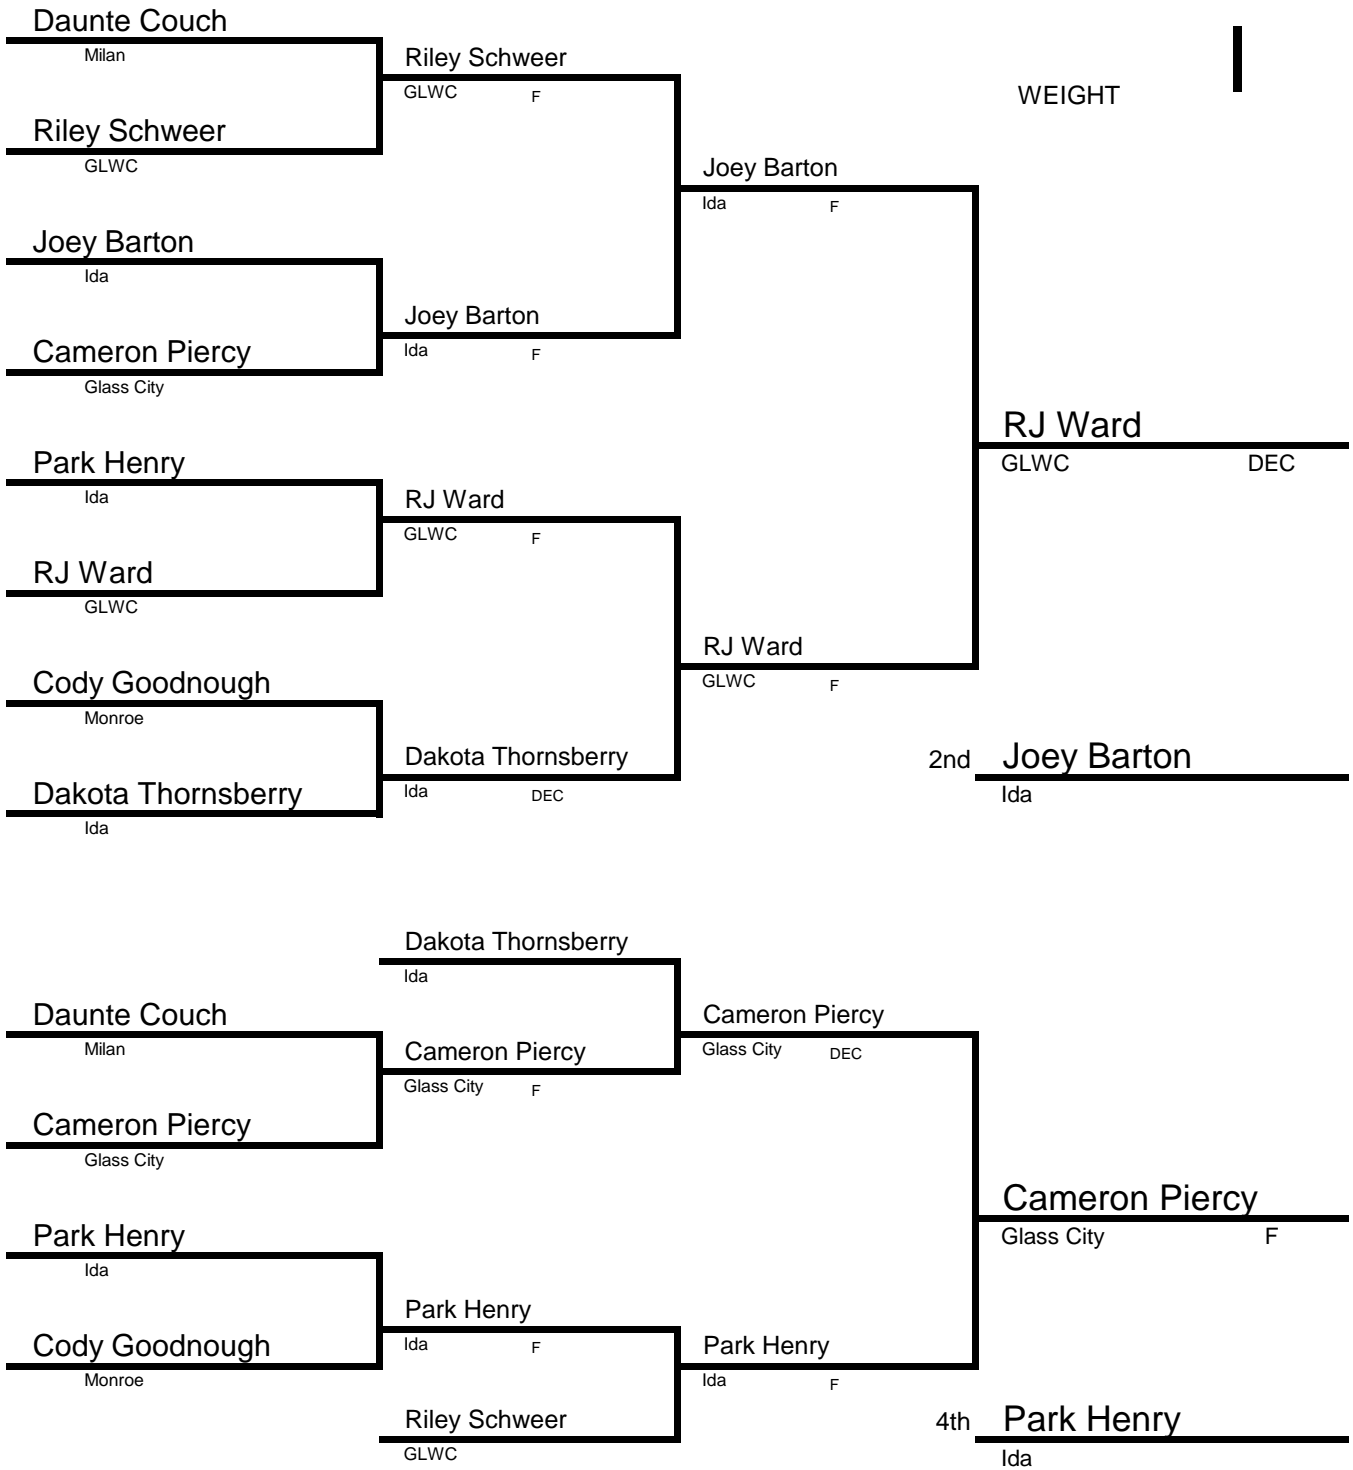 Daunte Couch
Milan
Riley Schweer
GLWC F
WEIGHT
Riley Schweer
GLWC
Joey Barton
Ida F
Joey Barton
Ida
Joey Barton
Ida F
Cameron Piercy
Glass City
RJ Ward
GLWC DEC
Park Henry
Ida
RJ Ward
GLWC F
RJ Ward
GLWC
RJ Ward
GLWC F
Cody Goodnough
Monroe
Dakota Thornsberry
Ida DEC
2nd Joey Barton
Ida
Dakota Thornsberry
Ida
Dakota Thornsberry
Ida
Daunte Couch
Milan
Cameron Piercy
Glass City DEC
Cameron Piercy
Glass City F
Cameron Piercy
Glass City
Cameron Piercy
Glass City F
Park Henry
Ida
Park Henry
Ida F
Cody Goodnough
Monroe
Park Henry
Ida F
Riley Schweer
GLWC
4th Park Henry
Ida